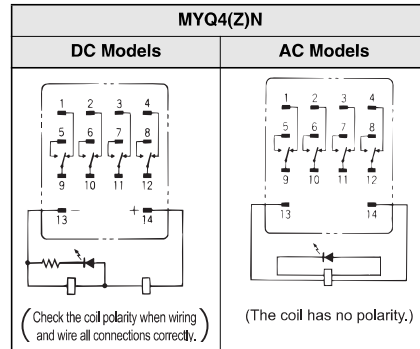 MYQ4(Z)N
DC Models
AC Models
1 2 3 4
5 6 7 8
9 10 11 12
13 − + 14
(Check the coil polarity when wiring
and wire all connections correctly.)
1 2 3 4
5 6 7 8
9 10 11 12
13 14
(The coil has no polarity.)